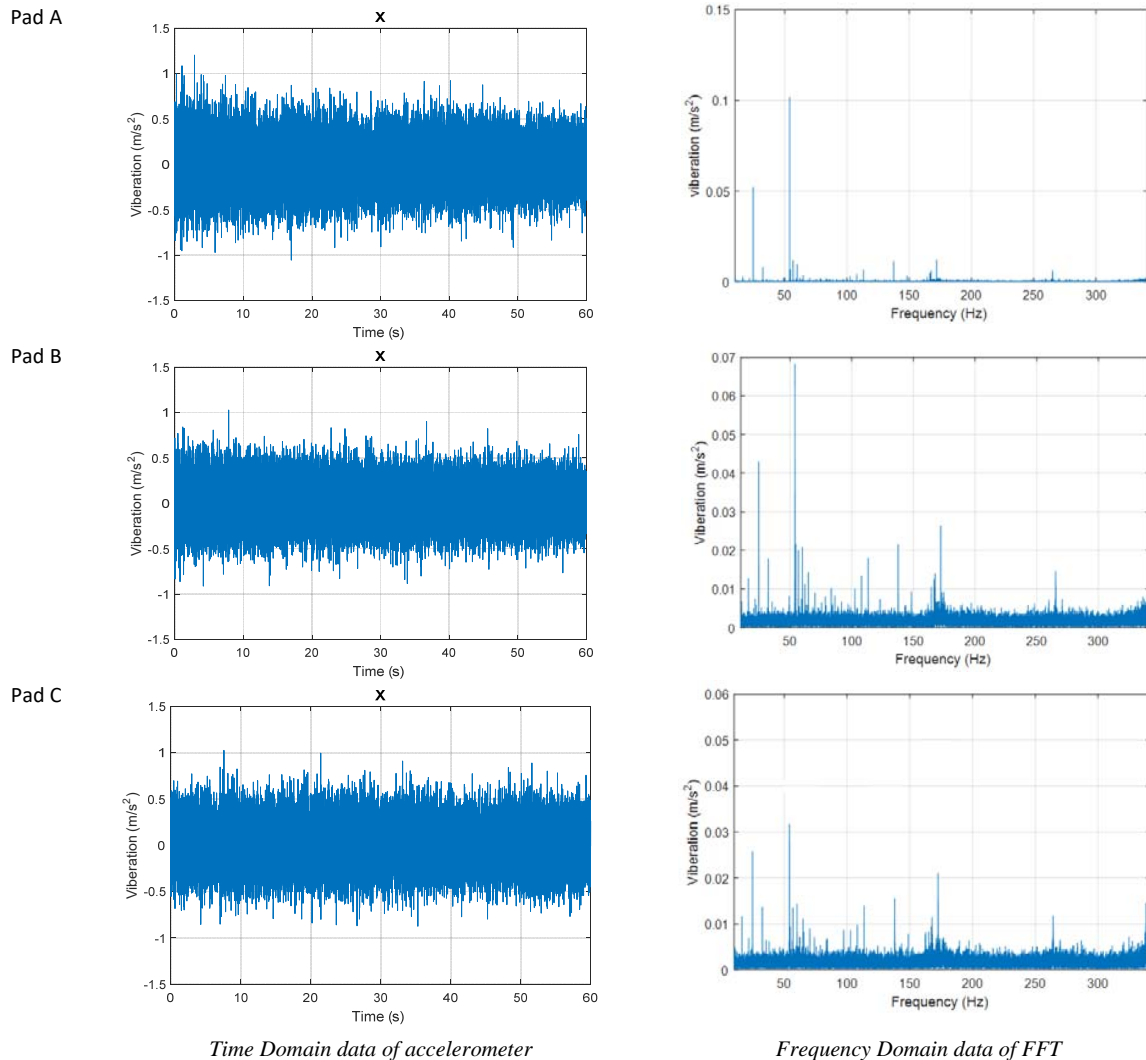 Pad A
X
1.5
1
0.5
0
-0.5
-1
-1.5
Viberation (m/s²)
0 10 20 30 40 50 60
Time (s)
0.15
0.1
0.05
0
viberation (m/s²)
50 100 150 200 250 300
Frequency (Hz)
Pad B
X
1.5
1
0.5
0
-0.5
-1
-1.5
Viberation (m/s²)
0 10 20 30 40 50 60
Time (s)
0.07
0.06
0.05
0.04
0.03
0.02
0.01
0
Viberation (m/s²)
50 100 150 200 250 300
Frequency (Hz)
Pad C
X
1.5
1
0.5
0
-0.5
-1
-1.5
Viberation (m/s²)
0 10 20 30 40 50 60
Time (s)
0.06
0.05
0.04
0.03
0.02
0.01
0
Viberation (m/s²)
50 100 150 200 250 300
Frequency (Hz)
Time Domain data of accelerometer
Frequency Domain data of FFT